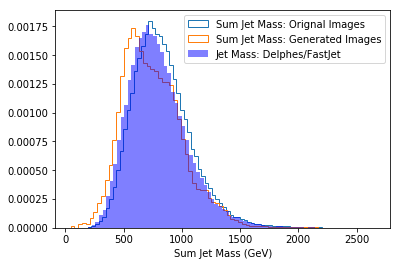 Sum Jet Mass: Orignal Images
Sum Jet Mass: Generated Images
Jet Mass: Delphes/FastJet
0.00175
0.00150
0.00125
0.00100
0.00075
0.00050
0.00025
0.00000
0 500 1000 1500 2000 2500
Sum Jet Mass (GeV)